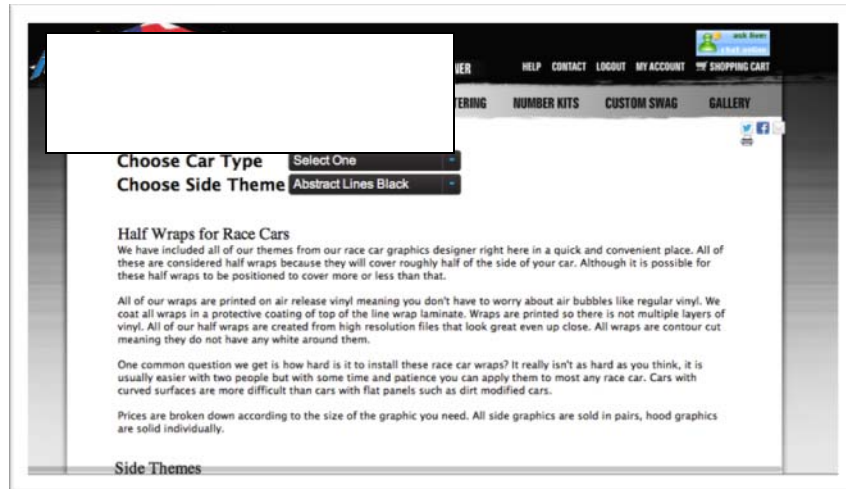 ask live!
chat online
HELP CONTACT LOGOUT MY ACCOUNT SHOPPING CART
NUMBER KITS CUSTOM SWAG GALLERY
Choose Car Type Select One
Choose Side Theme Abstract Lines Black
Half Wraps for Race Cars
We have included all of our themes from our race car graphics designer right here in a quick and convenient place. All of
these are considered half wraps because they will cover roughly half of the side of your car. Although it is possible for
these half wraps to be positioned to cover more or less than that.
All of our wraps are printed on air release vinyl meaning you don't have to worry about air bubbles like regular vinyl. We
coat all wraps in a protective coating of top of the line wrap laminate. Wraps are printed so there is not multiple layers of
vinyl. All of our half wraps are created from high resolution files that look great even up close. All wraps are contour cut
meaning they do not have any white around them.
One common question we get is how hard is it to install these race car wraps? It really isn't as hard as you think, it is
usually easier with two people but with some time and patience you can apply them to most any race car. Cars with
curved surfaces are more difficult than cars with flat panels such as dirt modified cars.
Prices are broken down according to the size of the graphic you need. All side graphics are sold in pairs, hood graphics
are solid individually.
Side Themes